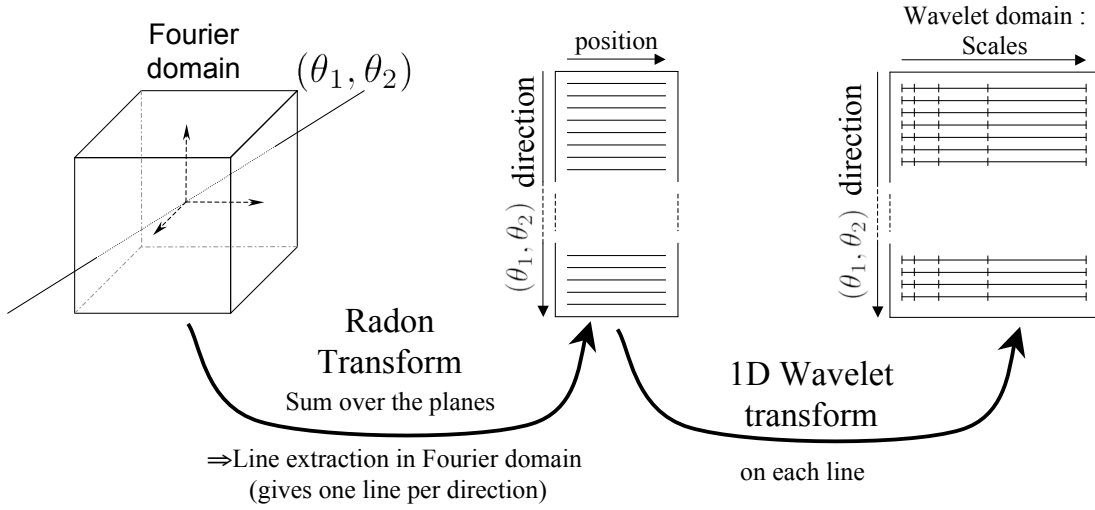 Fourier
domain
(θ₁, θ₂)
position
direction
(θ₁, θ₂)
Wavelet domain :
Scales
direction
(θ₁, θ₂)
Radon
Transform
Sum over the planes
⇒Line extraction in Fourier domain
(gives one line per direction)
1D Wavelet
transform
on each line